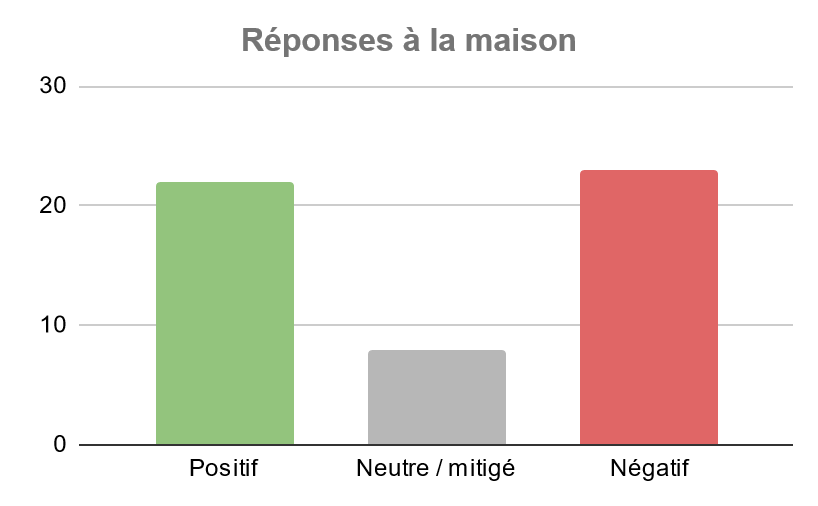 Réponses à la maison
30
20
10
0
Positif
Neutre / mitigé
Négatif